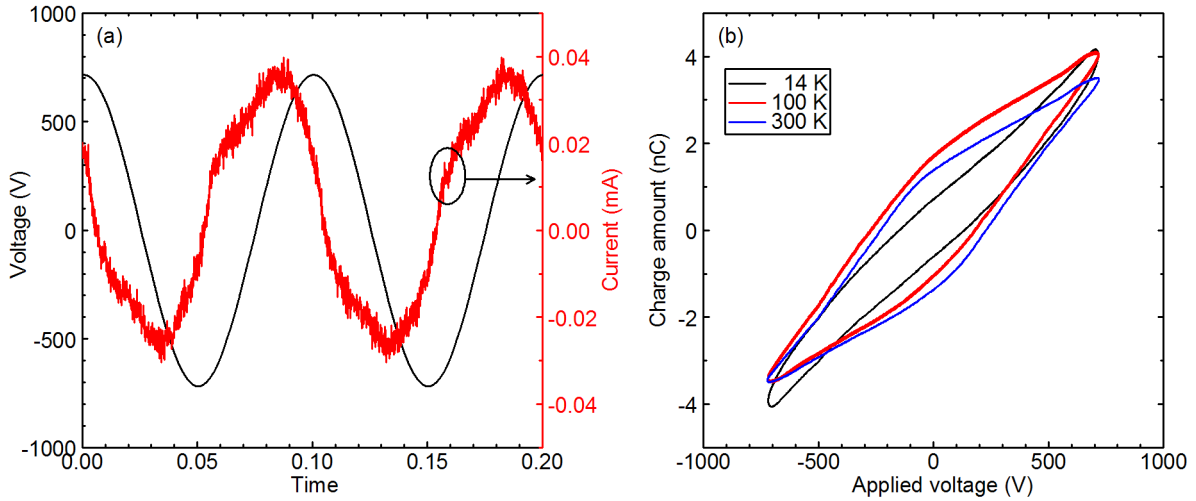 (a)
1000
500
0
-500
-1000
Voltage (V)
0.00
0.05
0.10
0.15
0.20
Time
0.04
0.02
0.00
-0.02
-0.04
Current (mA)
(b)
14 K
100 K
300 K
4
2
0
-2
-4
Charge amount (nC)
-1000
-500
0
500
1000
Applied voltage (V)